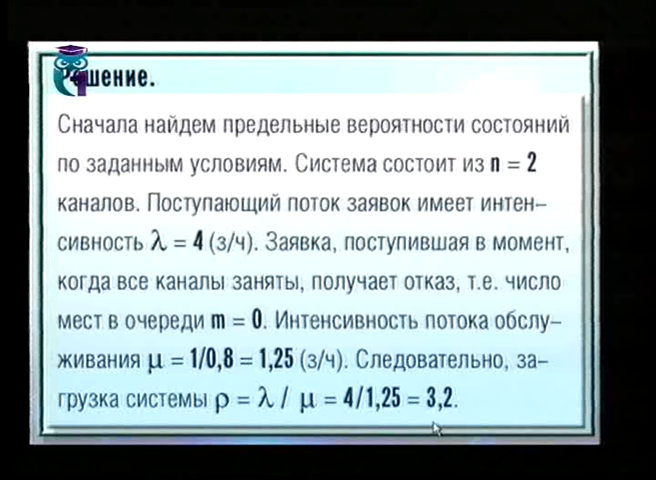 Решение.
Сначала найдем предельные вероятности состояний
по заданным условиям. Система состоит из n = 2
каналов. Поступающий поток заявок имеет интен–
сивность λ = 4 (з/ч). Заявка, поступившая в момент,
когда все каналы заняты, получает отказ, т.е. число
мест в очереди m = 0. Интенсивность потока обслу–
живания μ = 1/0,8 = 1,25 (з/ч). Следовательно, за–
грузка системы ρ = λ / μ = 4/1,25 = 3,2.